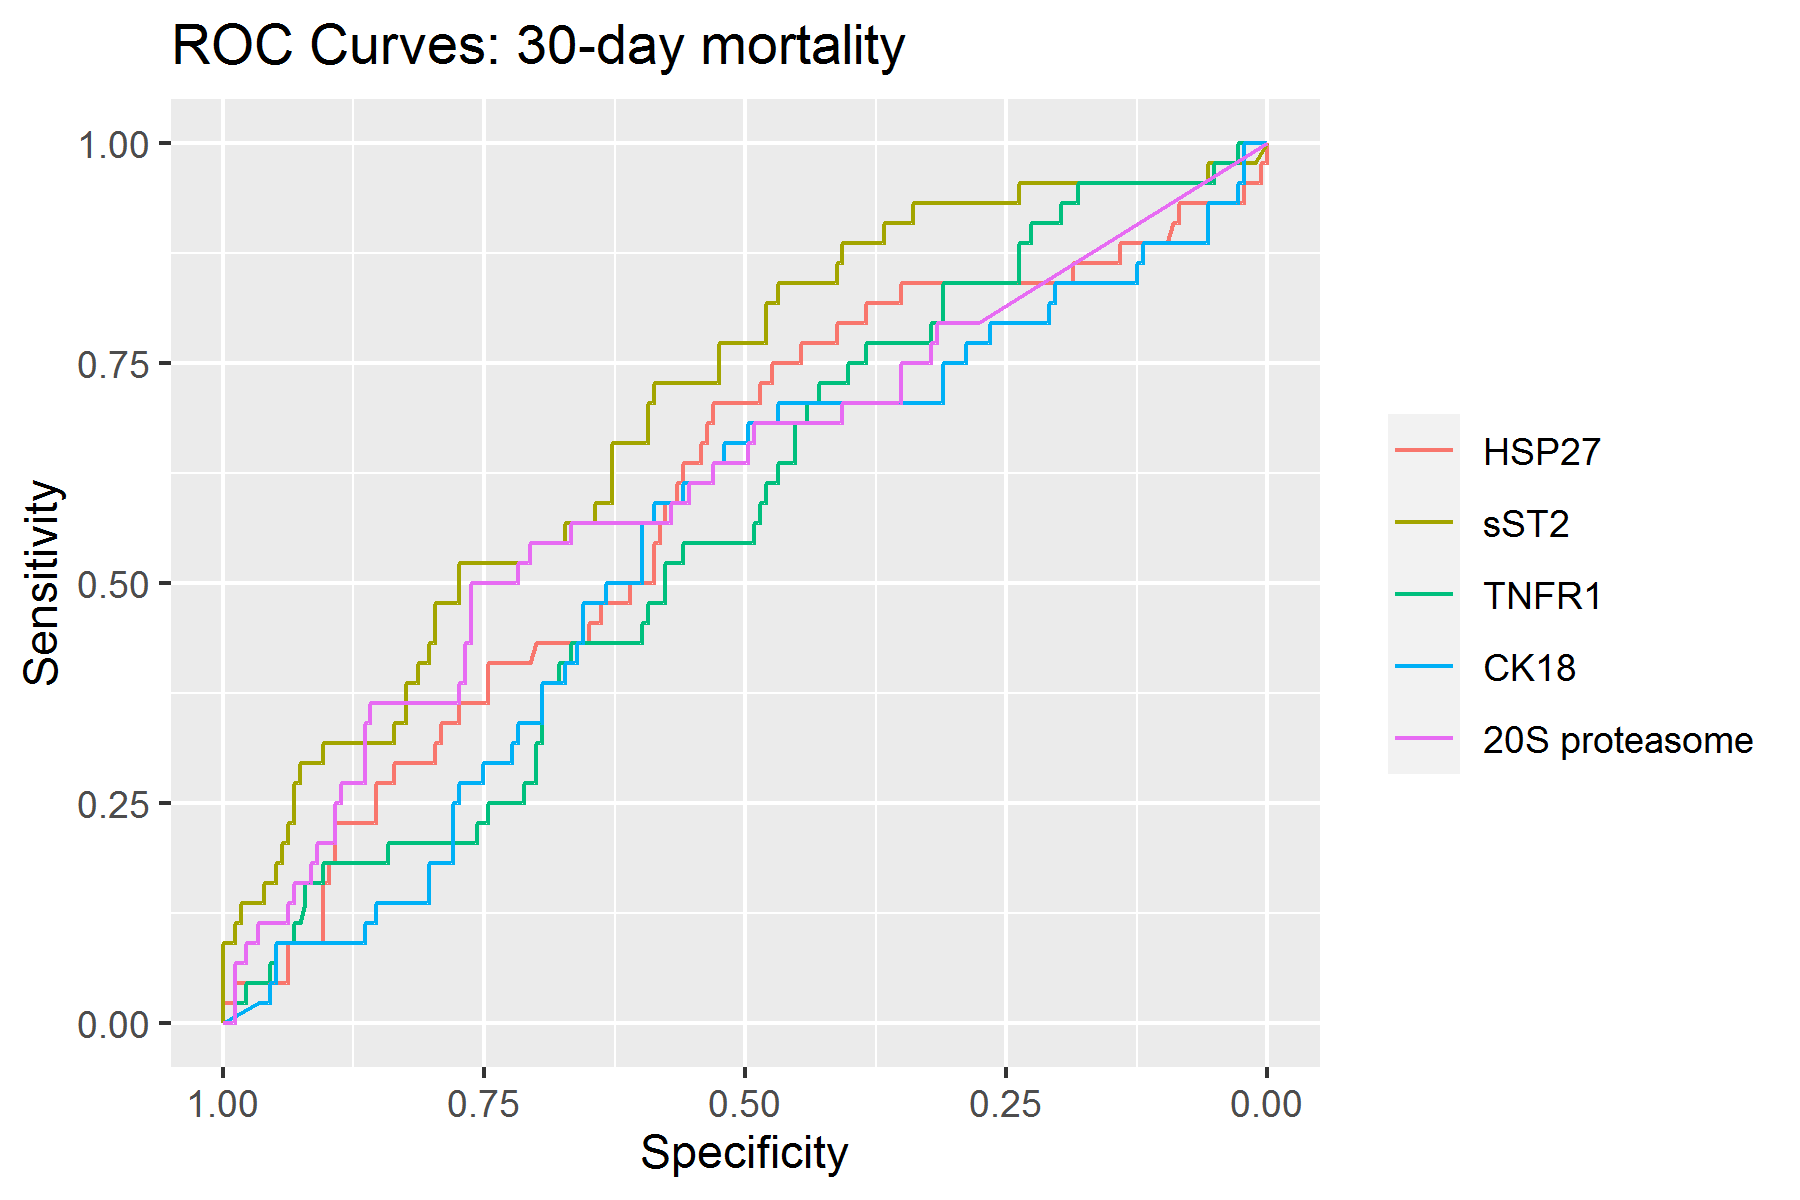 ROC Curves: 30-day mortality
Sensitivity
1.00
0.75
0.50
0.25
0.00
1.00 0.75 0.50 0.25 0.00
Specificity
HSP27
sST2
TNFR1
CK18
20S proteasome